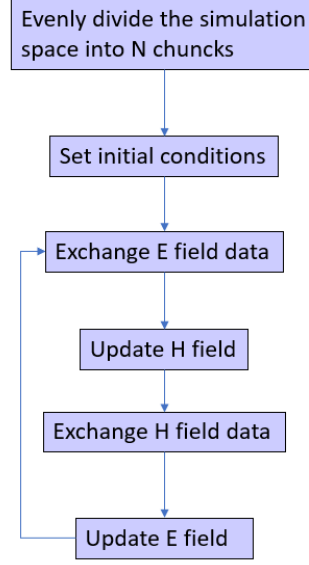 Evenly divide the simulation
space into N chuncks
Set initial conditions
Exchange E field data
Update H field
Exchange H field data
Update E field